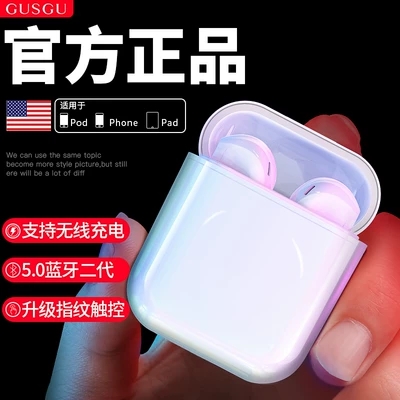 GUSGU
官方正品
适用于
Pod Phone Pad
We can use the same topic
become more style picture,but still
ere will be a lot of diff
支持无线充电
5.0蓝牙二代
升级指纹触控